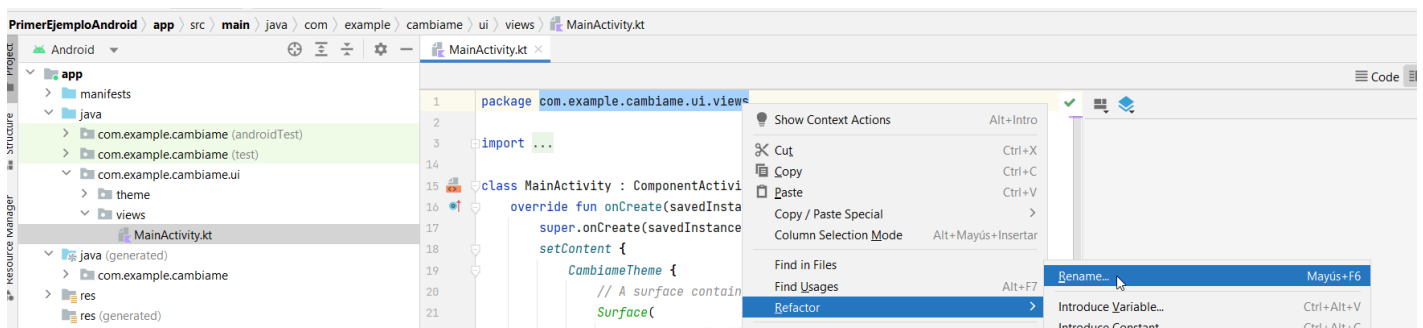 PrimerEjemploAndroid app src main java com example cambiame ui views MainActivity.kt
Project
Android
MainActivity.kt
app
Code
manifests
1 package com.example.cambiame.ui.views
java
Structure
2
Show Context Actions Alt+Intro
com.example.cambiame (androidTest)
3 import ...
com.example.cambiame (test)
Cut Ctrl+X
14
Copy Ctrl+C
com.example.cambiame.ui
15 class MainActivity : ComponentActivi
Paste Ctrl+V
theme
16 override fun onCreate(savedInsta
Copy / Paste Special
views
17 super.onCreate(savedInstance
Column Selection Mode Alt+Mayús+Insertar
MainActivity.kt
18 setContent {
Resource Manager
java (generated)
Find in Files
19 CambiameTheme {
com.example.cambiame
Find Usages Alt+F7
Rename... Mayús+F6
20 // A surface contain
res
Refactor
Introduce Variable... Ctrl+Alt+V
21 Surface(
res (generated)
Introduce Constant... Ctrl+Alt+C